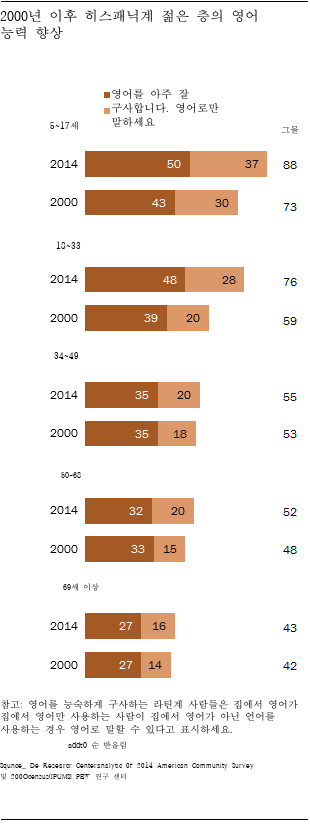 2000년 이후 히스패닉계 젊은 층의 영어
능력 향상
영어를 아주 잘
구사합니다. 영어로만
말하세요
5~17세
그물
2014 50 37 88
2000 43 30 73
18~33
2014 48 28 76
2000 39 20 59
34~49
2014 35 20 55
2000 35 18 53
50~68
2014 32 20 52
2000 33 15 48
69세 이상
2014 27 16 43
2000 27 14 42
참고: 영어를 능숙하게 구사하는 라틴계 사람들은 집에서 영어가
집에서 영어만 사용하는 사람이 집에서 영어가 아닌 언어를
사용하는 경우 영어로 말할 수 있다고 표시하세요.
순 반올림
De Research 2014 American Community Survey
및 연구 센터